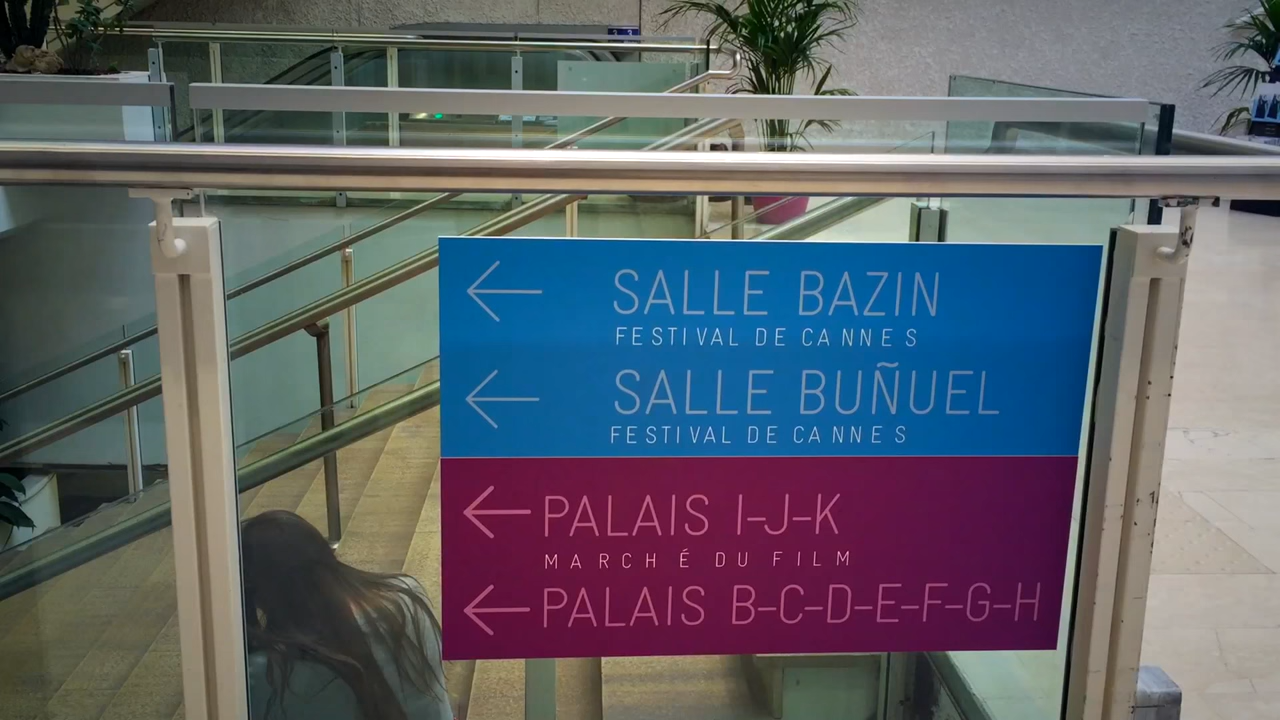 ← SALLE BAZIN
FESTIVAL DE CANNES
← SALLE BUÑUEL
FESTIVAL DE CANNES
← PALAIS I-J-K
MARCHÉ DU FILM
← PALAIS B-C-D-E-F-G-H